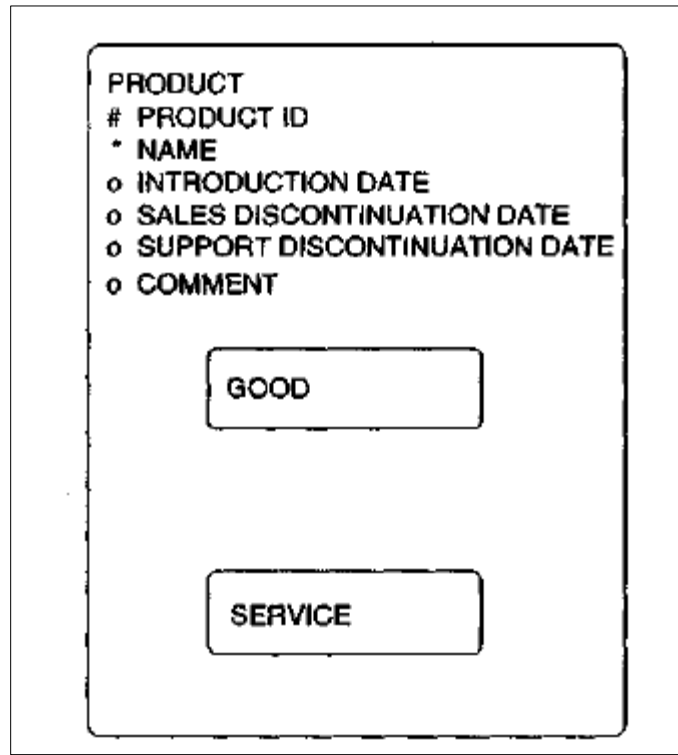 PRODUCT
# PRODUCT ID
* NAME
o INTRODUCTION DATE
o SALES DISCONTINUATION DATE
o SUPPORT DISCONTINUATION DATE
o COMMENT
GOOD
SERVICE